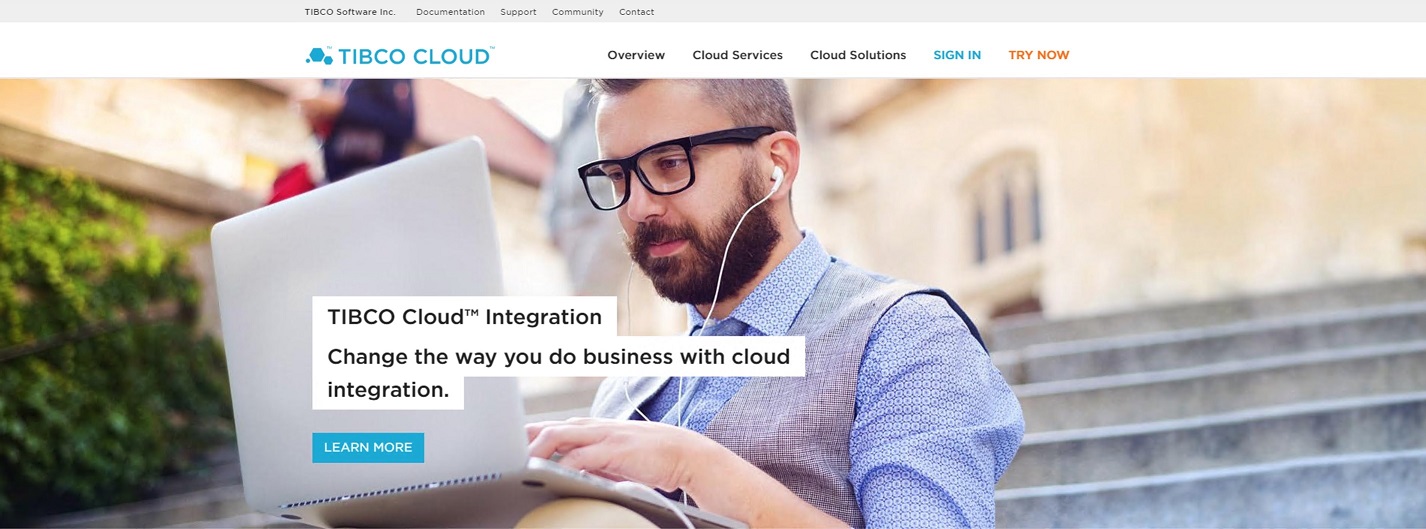 TIBCO Software Inc. Documentation Support Community Contact
TIBCO CLOUD™ Overview Cloud Services Cloud Solutions SIGN IN TRY NOW
TIBCO Cloud™ Integration
Change the way you do business with cloud
integration.
LEARN MORE